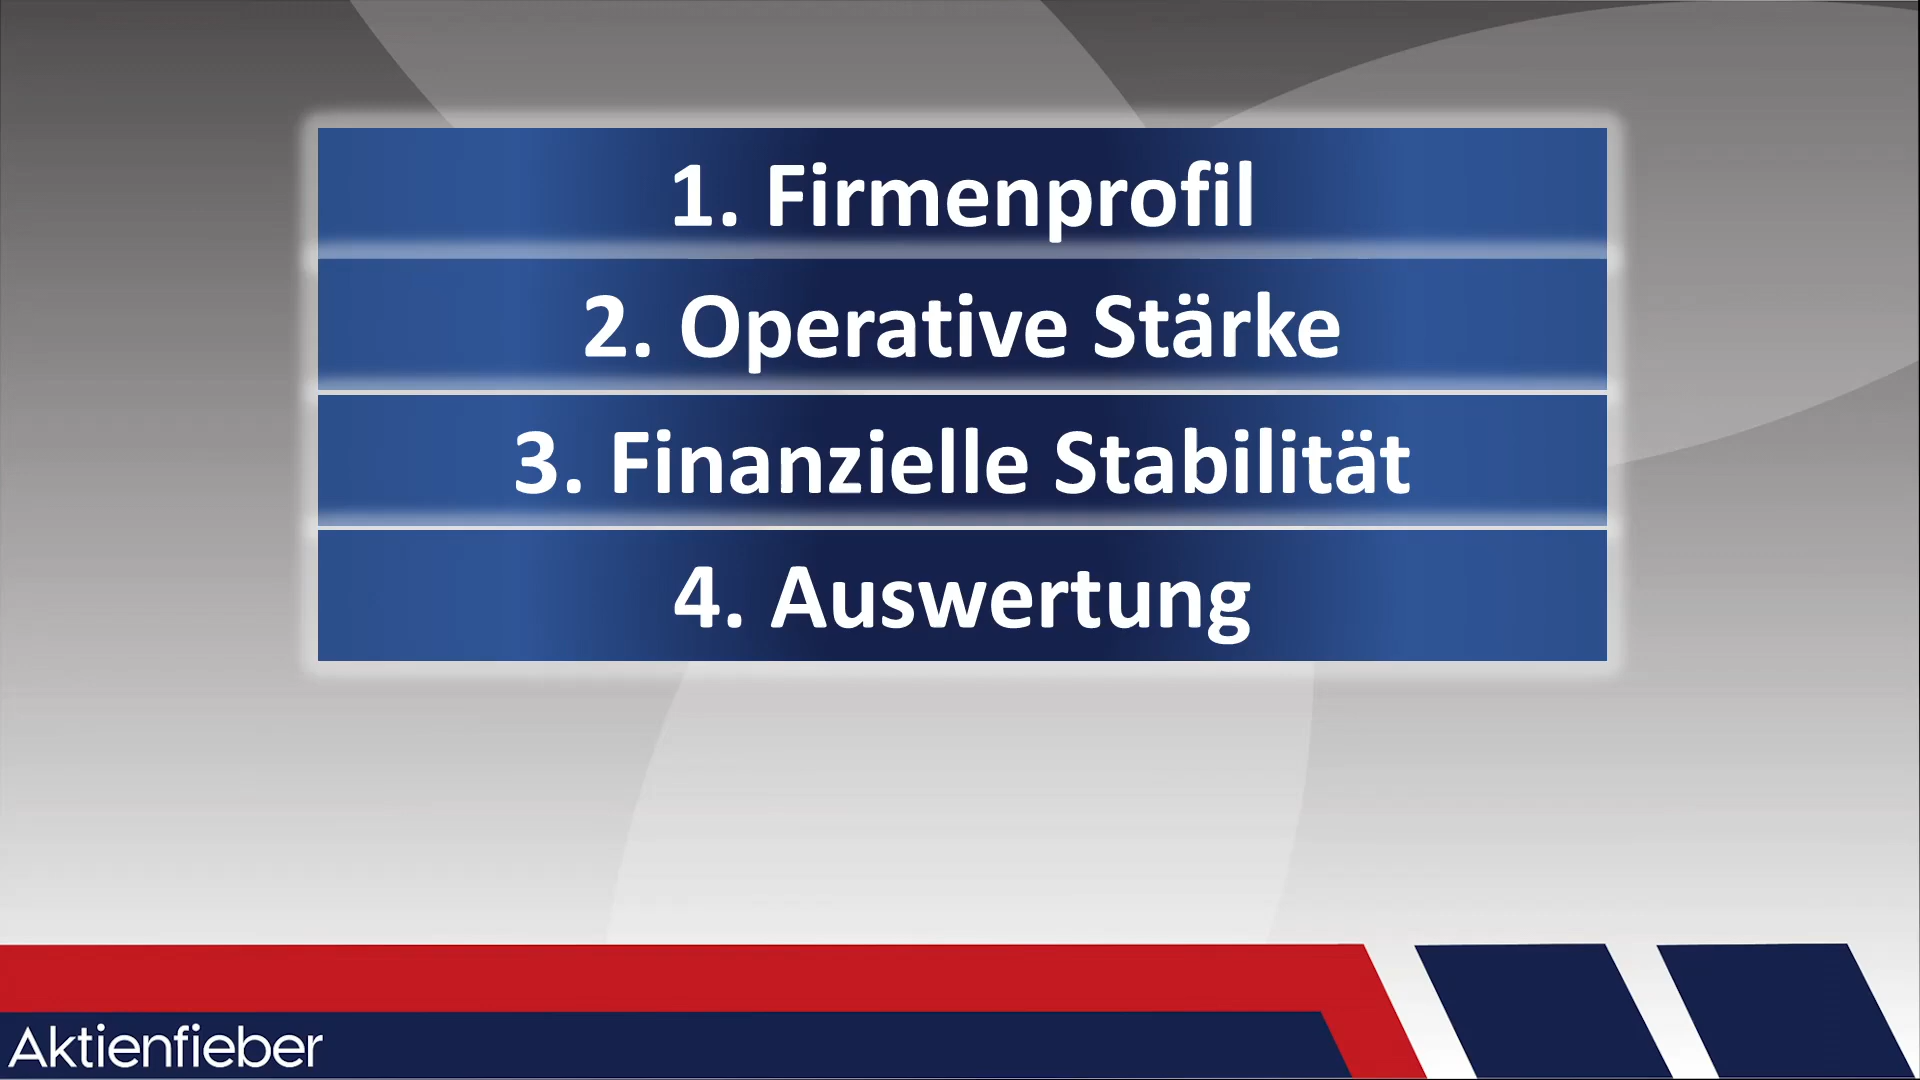 1. Firmenprofil
2. Operative Stärke
3. Finanzielle Stabilität
4. Auswertung
Aktienfieber